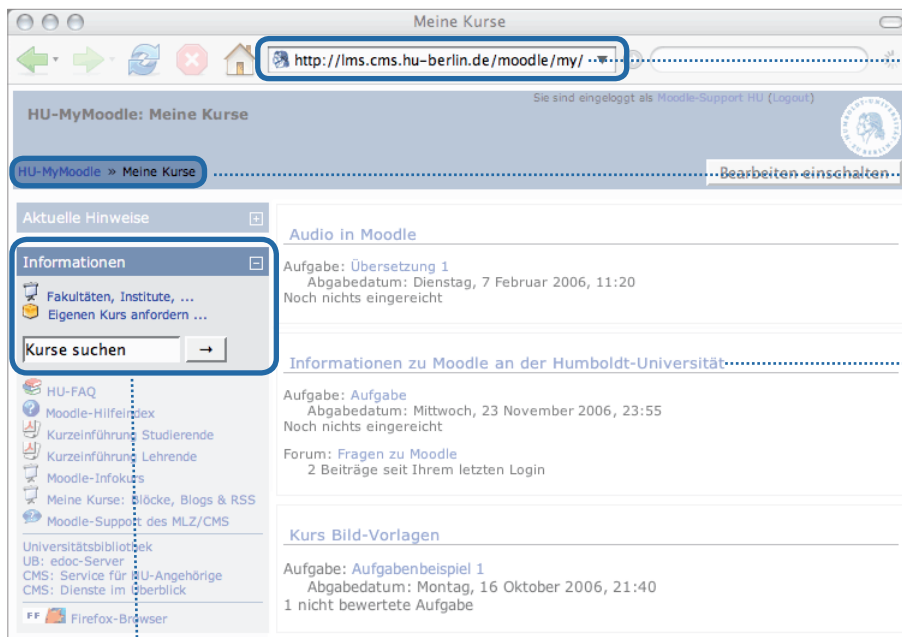 Meine Kurse
http://lms.cms.hu-berlin.de/moodle/my/
Sie sind eingeloggt als Moodle-Support HU (Logout)
HU-MyMoodle: Meine Kurse
HU-MyMoodle » Meine Kurse
Bearbeiten einschalten
Aktuelle Hinweise
Informationen
Fakultäten, Institute, ...
Eigenen Kurs anfordern ...
Kurse suchen →
HU-FAQ
Moodle-Hilfeindex
Kurzeinführung Studierende
Kurzeinführung Lehrende
Moodle-Infokurs
Meine Kurse: Blöcke, Blogs & RSS
Moodle-Support des MLZ/CMS
Universitätsbibliothek
UB: edoc-Server
CMS: Service für HU-Angehörige
CMS: Dienste im Überblick
FF Firefox-Browser
Audio in Moodle
Aufgabe: Übersetzung 1
Abgabedatum: Dienstag, 7 Februar 2006, 11:20
Noch nichts eingereicht
Informationen zu Moodle an der Humboldt-Universität
Aufgabe: Aufgabe
Abgabedatum: Mittwoch, 23 November 2006, 23:55
Noch nichts eingereicht
Forum: Fragen zu Moodle
2 Beiträge seit Ihrem letzten Login
Kurs Bild-Vorlagen
Aufgabe: Aufgabenbeispiel 1
Abgabedatum: Montag, 16 Oktober 2006, 21:40
1 nicht bewertete Aufgabe